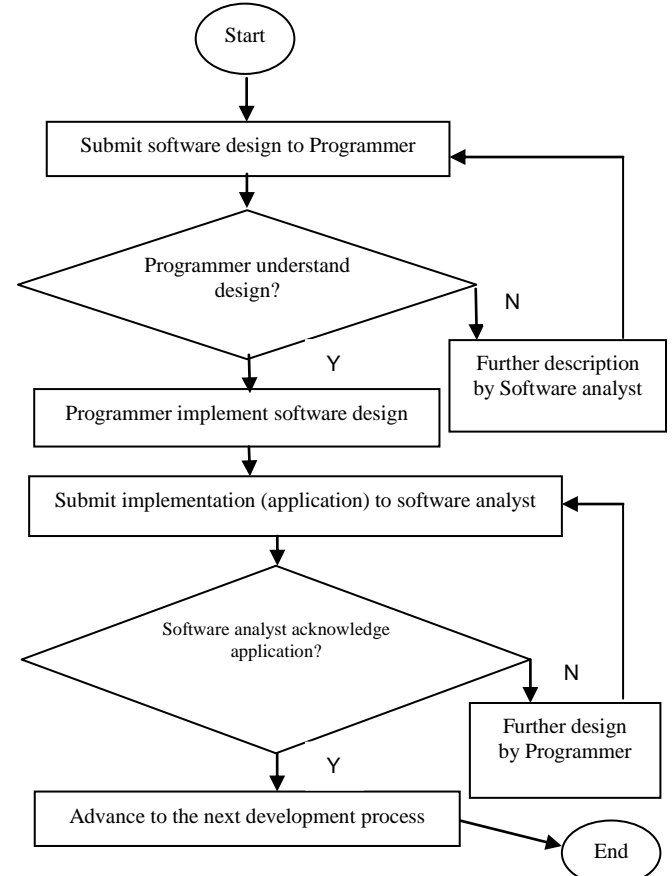 Start
Submit software design to Programmer
Programmer understand
design?
N
Further description
by Software analyst
Y
Programmer implement software design
Submit implementation (application) to software analyst
Software analyst acknowledge
application?
N
Further design
by Programmer
Y
Advance to the next development process
End